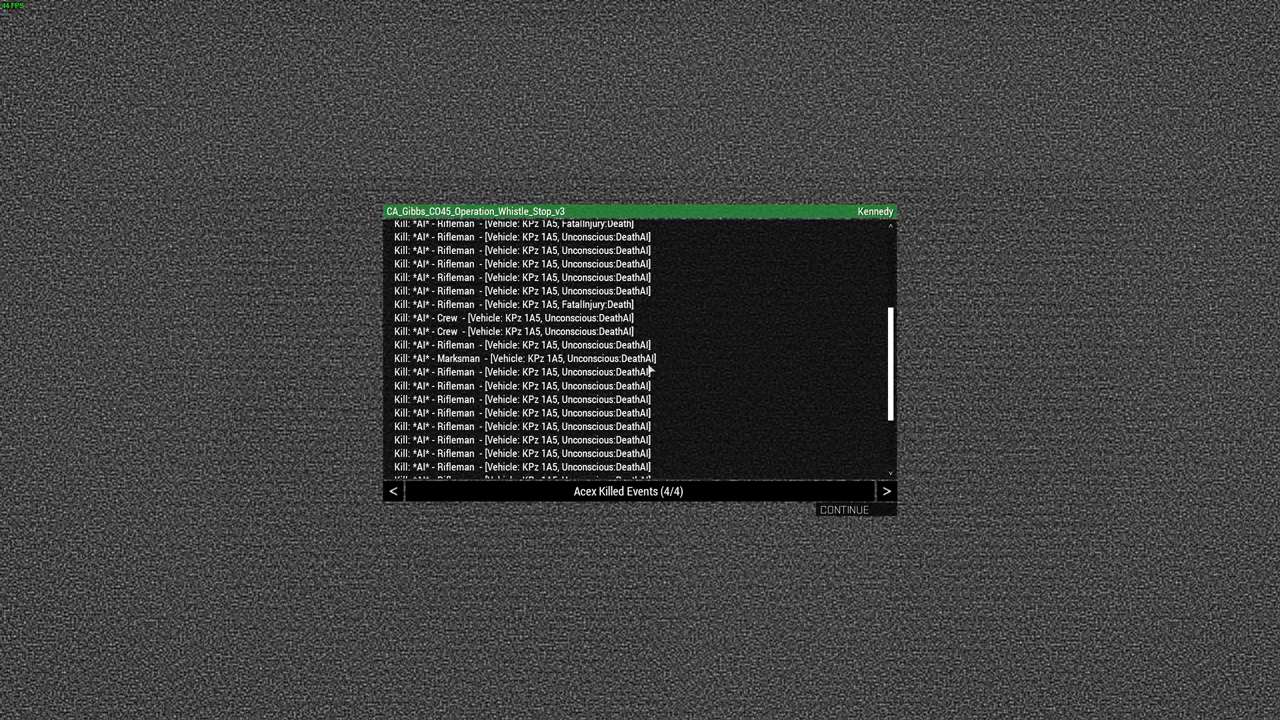 44 FPS
CA_Gibbs_CO45_Operation_Whistle_Stop_v3 Kennedy
Kill: *AI* - Rifleman - [Vehicle: KPz 1A5, FatalInjury:Death]
Kill: *AI* - Rifleman - [Vehicle: KPz 1A5, Unconscious:DeathAI]
Kill: *AI* - Rifleman - [Vehicle: KPz 1A5, Unconscious:DeathAI]
Kill: *AI* - Rifleman - [Vehicle: KPz 1A5, Unconscious:DeathAI]
Kill: *AI* - Rifleman - [Vehicle: KPz 1A5, Unconscious:DeathAI]
Kill: *AI* - Rifleman - [Vehicle: KPz 1A5, Unconscious:DeathAI]
Kill: *AI* - Rifleman - [Vehicle: KPz 1A5, FatalInjury:Death]
Kill: *AI* - Crew - [Vehicle: KPz 1A5, Unconscious:DeathAI]
Kill: *AI* - Crew - [Vehicle: KPz 1A5, Unconscious:DeathAI]
Kill: *AI* - Rifleman - [Vehicle: KPz 1A5, Unconscious:DeathAI]
Kill: *AI* - Marksman - [Vehicle: KPz 1A5, Unconscious:DeathAI]
Kill: *AI* - Rifleman - [Vehicle: KPz 1A5, Unconscious:DeathAI]
Kill: *AI* - Rifleman - [Vehicle: KPz 1A5, Unconscious:DeathAI]
Kill: *AI* - Rifleman - [Vehicle: KPz 1A5, Unconscious:DeathAI]
Kill: *AI* - Rifleman - [Vehicle: KPz 1A5, Unconscious:DeathAI]
Kill: *AI* - Rifleman - [Vehicle: KPz 1A5, Unconscious:DeathAI]
Kill: *AI* - Rifleman - [Vehicle: KPz 1A5, Unconscious:DeathAI]
Kill: *AI* - Rifleman - [Vehicle: KPz 1A5, Unconscious:DeathAI]
< Acex Killed Events (4/4) >
CONTINUE